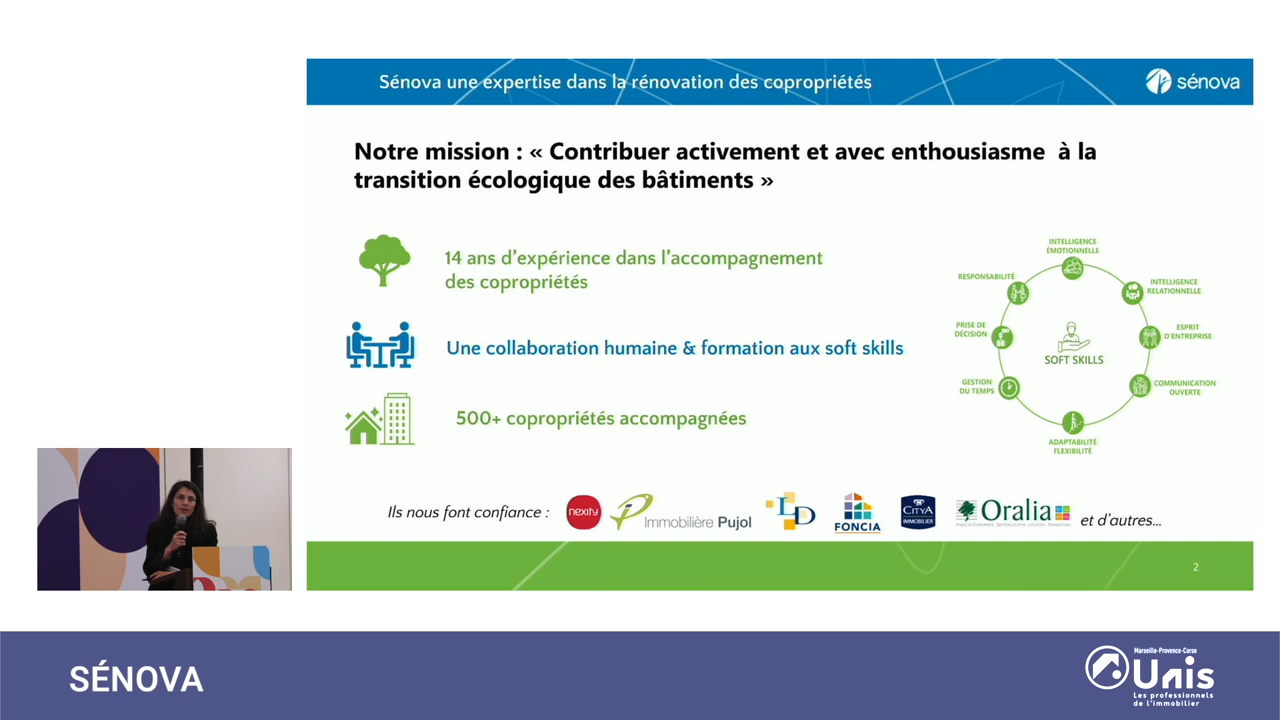 Sénova une expertise dans la rénovation des copropriétés
sénova
Notre mission : « Contribuer activement et avec enthousiasme à la
transition écologique des bâtiments »
14 ans d'expérience dans l'accompagnement
des copropriétés
Une collaboration humaine & formation aux soft skills
500+ copropriétés accompagnées
INTELLIGENCE
ÉMOTIONNELLE
INTELLIGENCE
RELATIONNELLE
ESPRIT
D'ENTREPRISE
COMMUNICATION
OUVERTE
ADAPTABILITÉ
FLEXIBILITÉ
GESTION
DU TEMPS
PRISE DE
DÉCISION
RESPONSABILITÉ
SOFT SKILLS
Ils nous font confiance :
nexity
Immobilière Pujol
LD
FONCIA
CITYA
IMMOBILIER
Oralia
et d'autres...
2
SÉNOVA
Marseille-Provence-Corse
Unis
Les professionnels
de l'immobilier